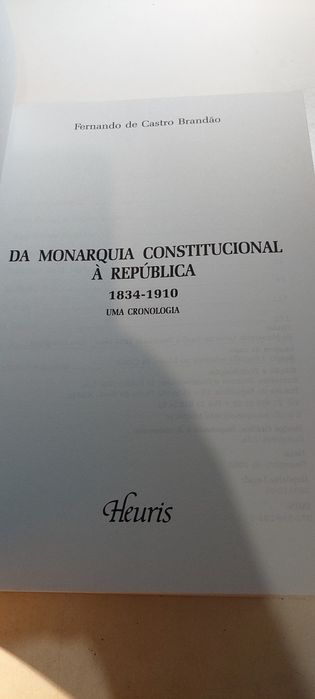 Fernando de Castro Brandão
DA MONARQUIA CONSTITUCIONAL
À REPÚBLICA
1834-1910
UMA CRONOLOGIA
Heuris